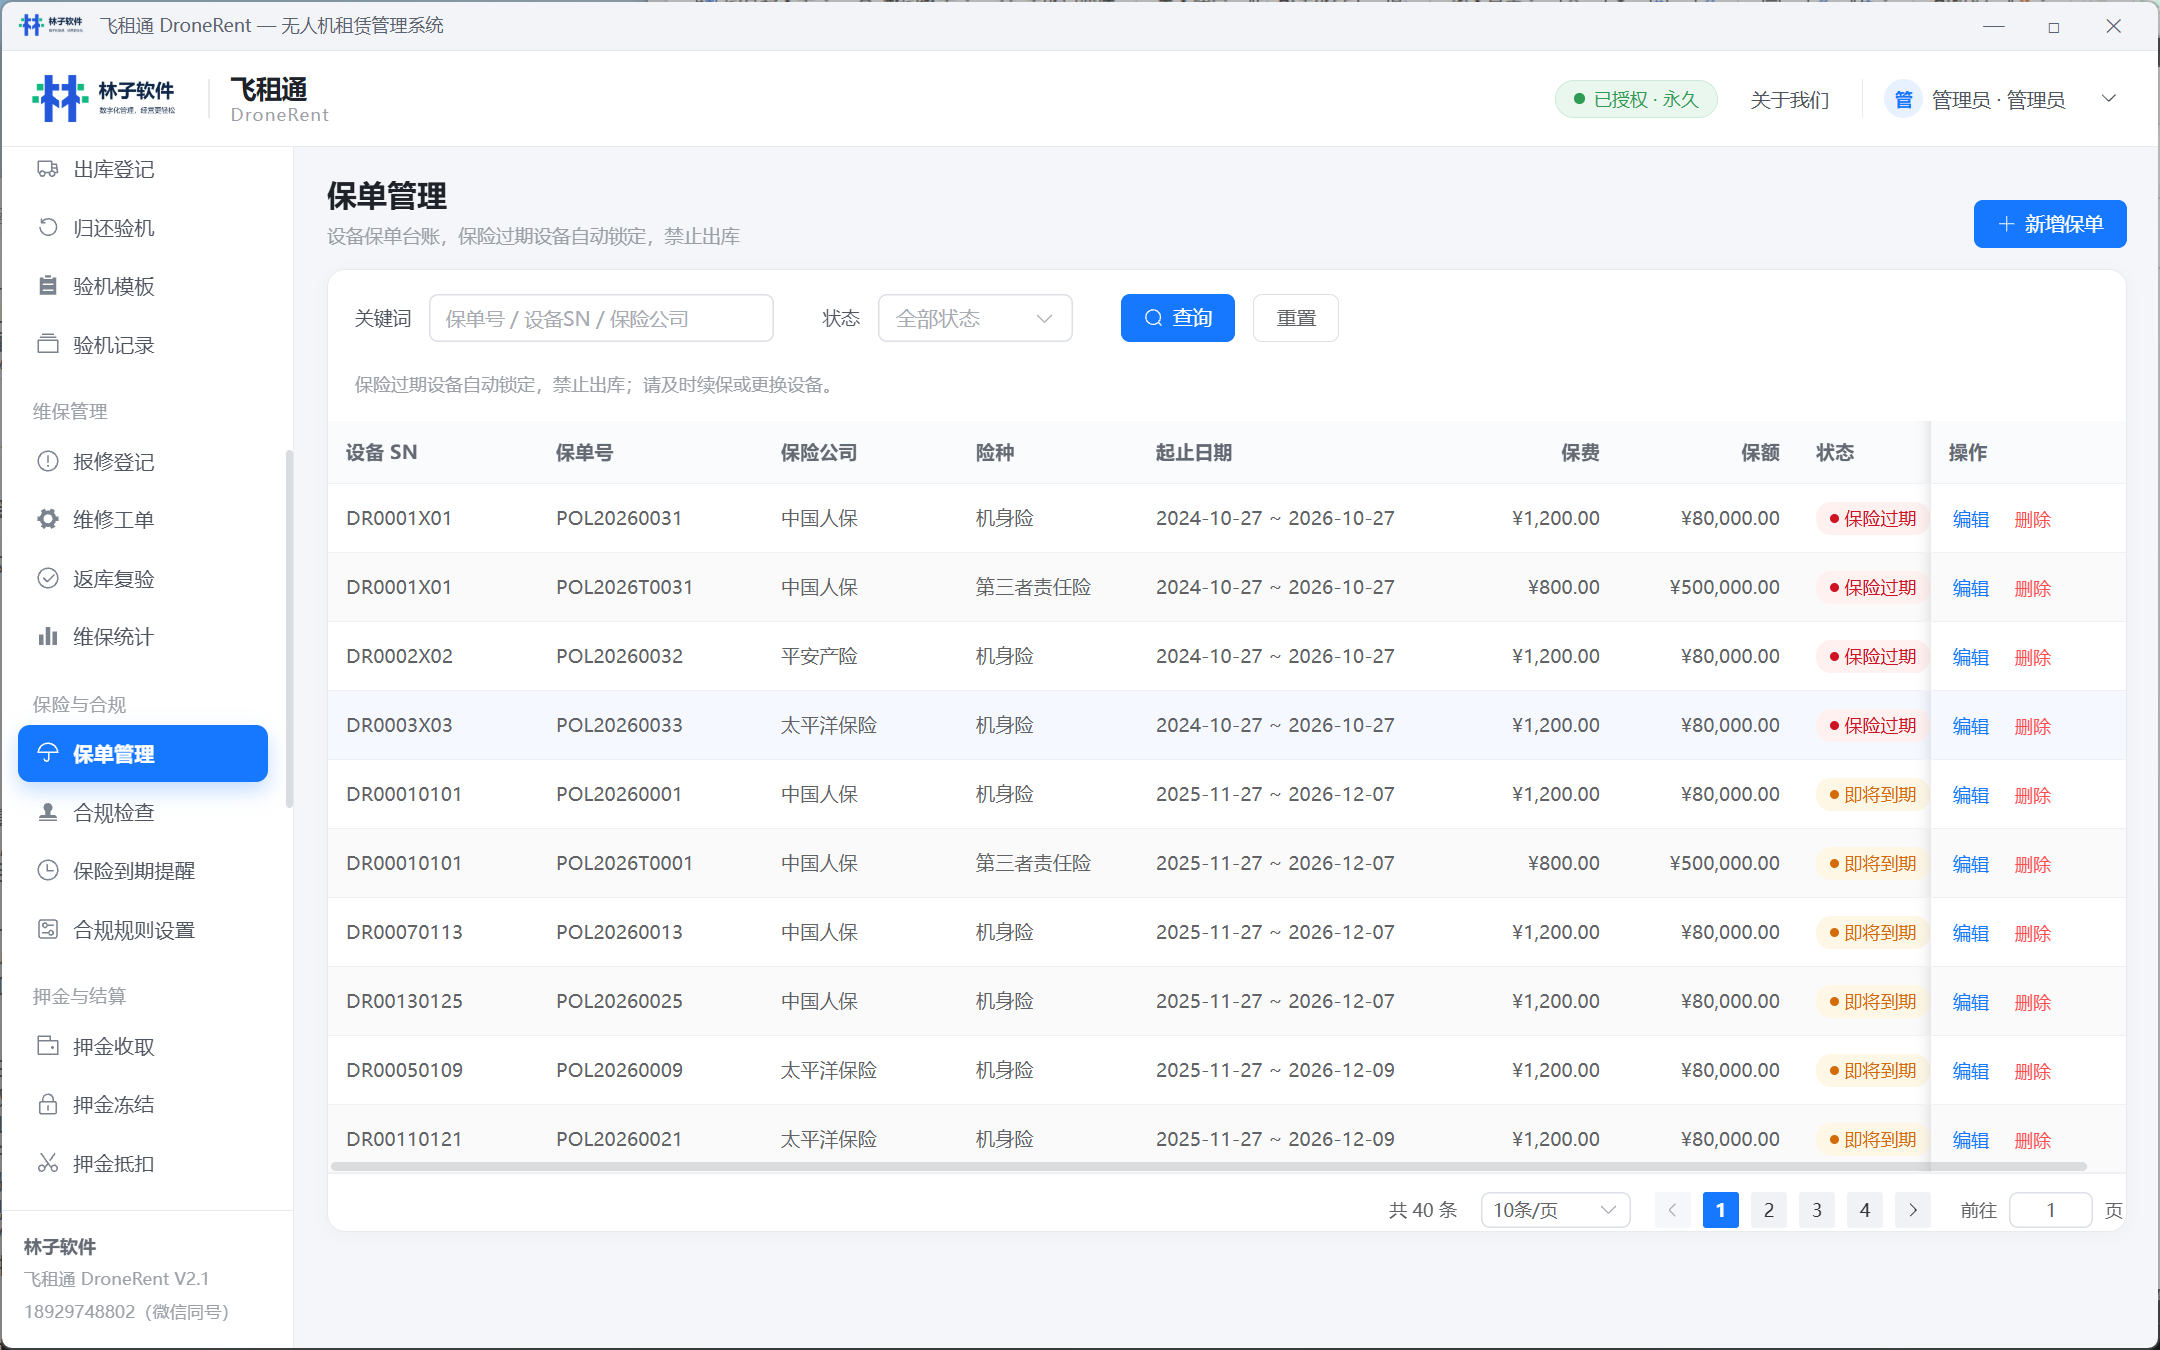 林子软件 飞租通 DroneRent — 无人机租赁管理系统
林子软件
数字化管理，经营更轻松
飞租通
DroneRent
已授权 · 永久
关于我们
管 管理员 · 管理员
出库登记
归还验机
验机模板
验机记录
维保管理
报修登记
维修工单
返库复验
维保统计
保险与合规
保单管理
合规检查
保险到期提醒
合规规则设置
押金与结算
押金收取
押金冻结
押金抵扣
林子软件
飞租通 DroneRent V2.1
18929748802（微信同号）
保单管理
设备保单台账，保险过期设备自动锁定，禁止出库
新增保单
关键词 保单号 / 设备SN / 保险公司 状态 全部状态 查询 重置
保险过期设备自动锁定，禁止出库；请及时续保或更换设备。
设备 SN 保单号 保险公司 险种 起止日期 保费 保额 状态 操作
DR0001X01 POL20260031 中国人保 机身险 2024-10-27 ~ 2026-10-27 ¥1,200.00 ¥80,000.00 保险过期 编辑 删除
DR0001X01 POL2026T0031 中国人保 第三者责任险 2024-10-27 ~ 2026-10-27 ¥800.00 ¥500,000.00 保险过期 编辑 删除
DR0002X02 POL20260032 平安产险 机身险 2024-10-27 ~ 2026-10-27 ¥1,200.00 ¥80,000.00 保险过期 编辑 删除
DR0003X03 POL20260033 太平洋保险 机身险 2024-10-27 ~ 2026-10-27 ¥1,200.00 ¥80,000.00 保险过期 编辑 删除
DR00010101 POL20260001 中国人保 机身险 2025-11-27 ~ 2026-12-07 ¥1,200.00 ¥80,000.00 即将到期 编辑 删除
DR00010101 POL2026T0001 中国人保 第三者责任险 2025-11-27 ~ 2026-12-07 ¥800.00 ¥500,000.00 即将到期 编辑 删除
DR00070113 POL20260013 中国人保 机身险 2025-11-27 ~ 2026-12-07 ¥1,200.00 ¥80,000.00 即将到期 编辑 删除
DR00130125 POL20260025 中国人保 机身险 2025-11-27 ~ 2026-12-07 ¥1,200.00 ¥80,000.00 即将到期 编辑 删除
DR00050109 POL20260009 太平洋保险 机身险 2025-11-27 ~ 2026-12-09 ¥1,200.00 ¥80,000.00 即将到期 编辑 删除
DR00110121 POL20260021 太平洋保险 机身险 2025-11-27 ~ 2026-12-09 ¥1,200.00 ¥80,000.00 即将到期 编辑 删除
共 40 条 10条/页 1 2 3 4 前往 1 页